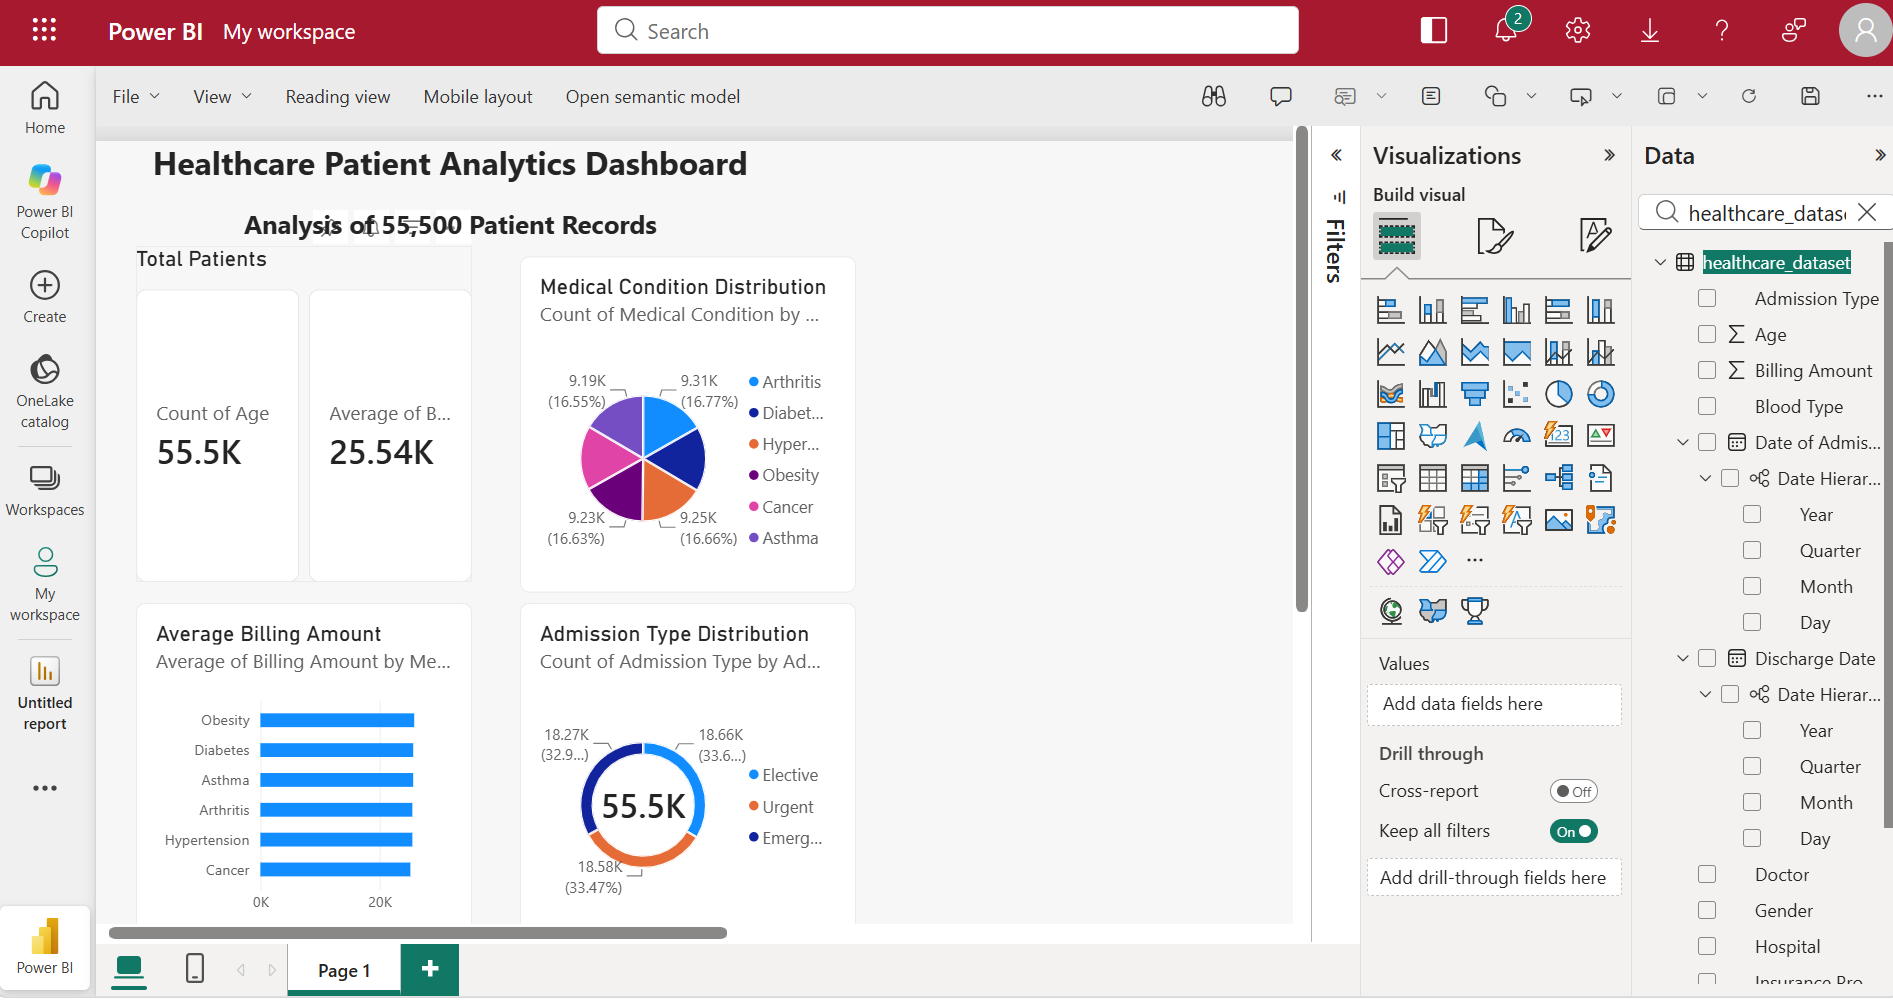 Power BI My workspace
Search
2
File View Reading view Mobile layout Open semantic model
Home
Power BI
Copilot
Create
OneLake
catalog
Workspaces
My
workspace
Untitled
report
Power BI
Healthcare Patient Analytics Dashboard
Analysis of 55,500 Patient Records
Total Patients
Count of Age
55.5K
Average of B...
25.54K
Medical Condition Distribution
Count of Medical Condition by ...
9.19K
(16.55%)
9.31K
(16.77%)
9.23K
(16.63%)
9.25K
(16.66%)
Arthritis
Diabet...
Hyper...
Obesity
Cancer
Asthma
Average Billing Amount
Average of Billing Amount by Me...
Obesity
Diabetes
Asthma
Arthritis
Hypertension
Cancer
0K 20K
Admission Type Distribution
Count of Admission Type by Ad...
18.27K
(32.9...)
18.66K
(33.6...)
55.5K
18.58K
(33.47%)
Elective
Urgent
Emerg...
Page 1
Filters
Visualizations
Build visual
123
Values
Add data fields here
Drill through
Cross-report Off
Keep all filters On
Add drill-through fields here
Data
healthcare_datas
healthcare_dataset
Admission Type
Age
Billing Amount
Blood Type
Date of Admis...
Date Hierar...
Year
Quarter
Month
Day
Discharge Date
Date Hierar...
Year
Quarter
Month
Day
Doctor
Gender
Hospital
Insurance Pro